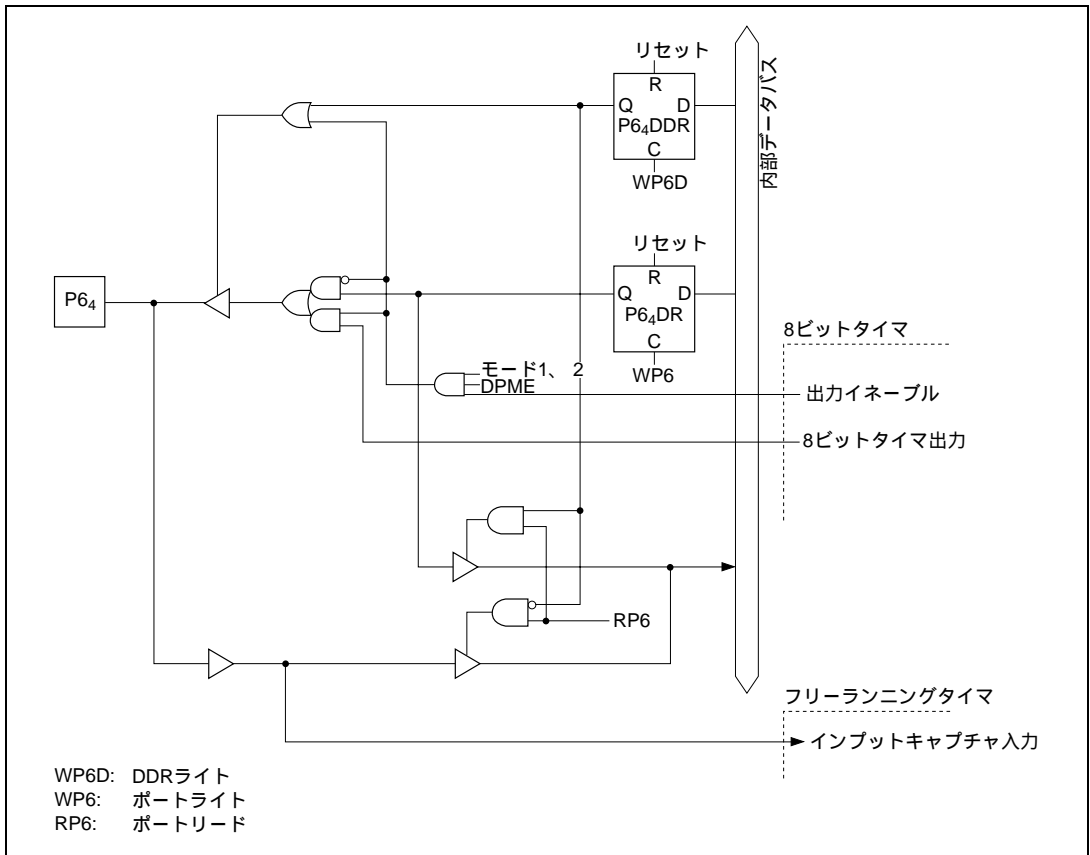 リセット
R
Q D
P6₄DDR
C
WP6D
内部データバス
リセット
R
Q D
P6₄DR
C
WP6
P6₄
8ビットタイマ
モード1、 2
DPME
出力イネーブル
8ビットタイマ出力
RP6
フリーランニングタイマ
インプットキャプチャ入力
WP6D: DDRライト
WP6: ポートライト
RP6: ポートリード